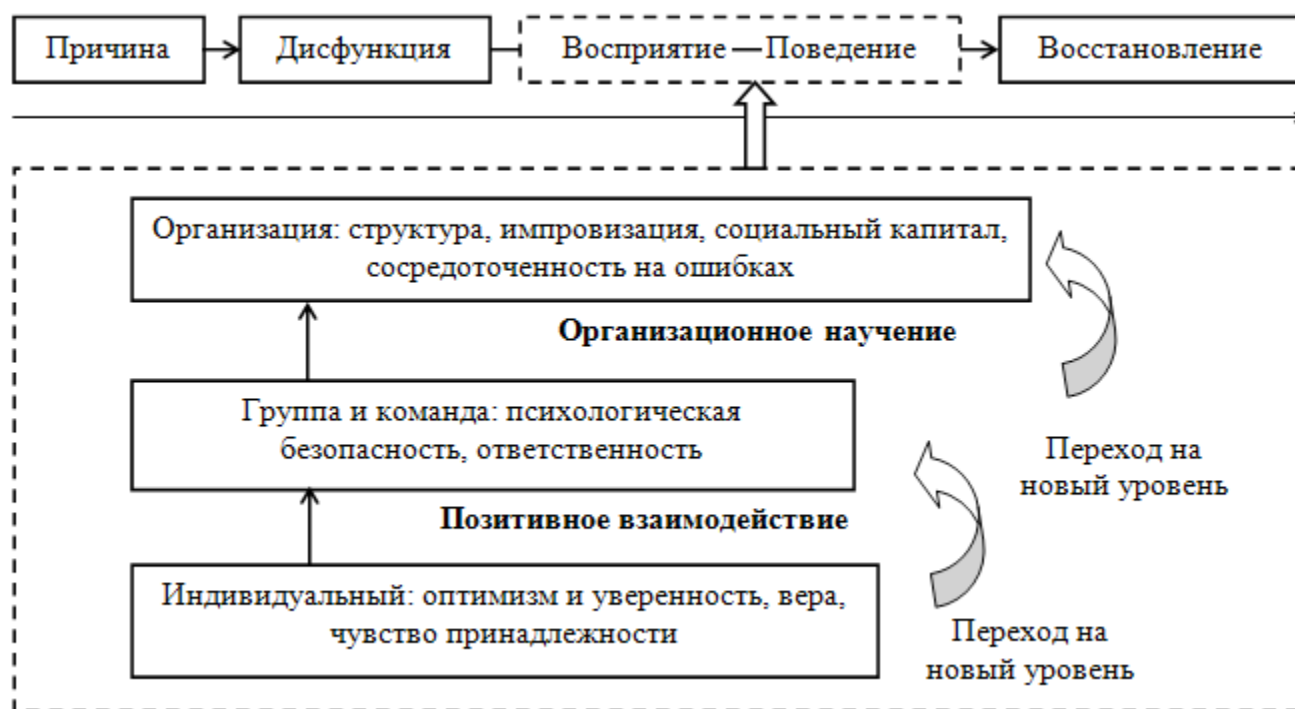 Причина
Дисфункция
Восприятие — Поведение
Восстановление
Организация: структура, импровизация, социальный капитал,
сосредоточенность на ошибках
Организационное научение
Группа и команда: психологическая
безопасность, ответственность
Переход на
новый уровень
Позитивное взаимодействие
Индивидуальный: оптимизм и уверенность, вера,
чувство принадлежности
Переход на
новый уровень